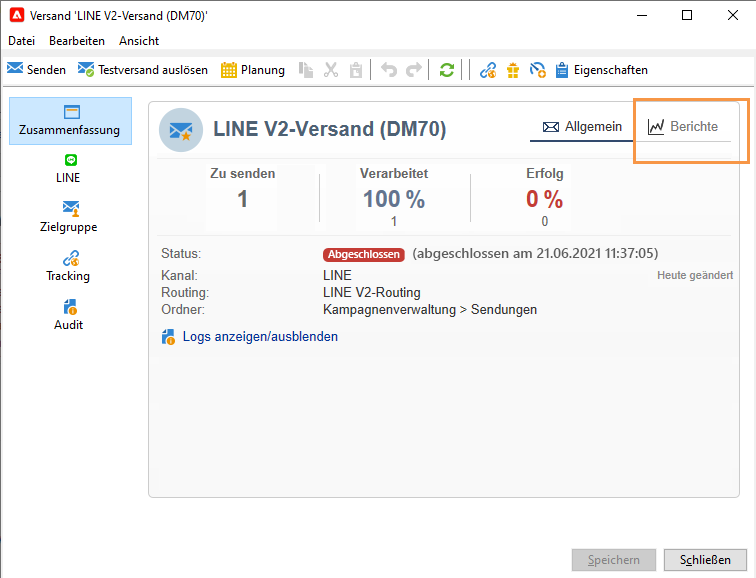 Versand 'LINE V2-Versand (DM70)'
Datei Bearbeiten Ansicht
Senden Testversand auslösen Planung Eigenschaften
Zusammenfassung
LINE
Zielgruppe
Tracking
Audit
LINE V2-Versand (DM70) Allgemein Berichte
Zu senden Verarbeitet Erfolg
1 100 % 0 %
1 0
Status: Abgeschlossen (abgeschlossen am 21.06.2021 11:37:05)
Kanal: LINE Heute geändert
Routing: LINE V2-Routing
Ordner: Kampagnenverwaltung > Sendungen
Logs anzeigen/ausblenden
Speichern Schließen